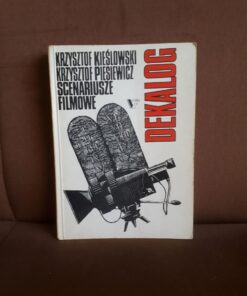 KRZYSZTOF KIEŚLOWSKI
KRZYSZTOF PIESIEWICZ
SCENARIUSZE
FILMOWE
DEKALOG